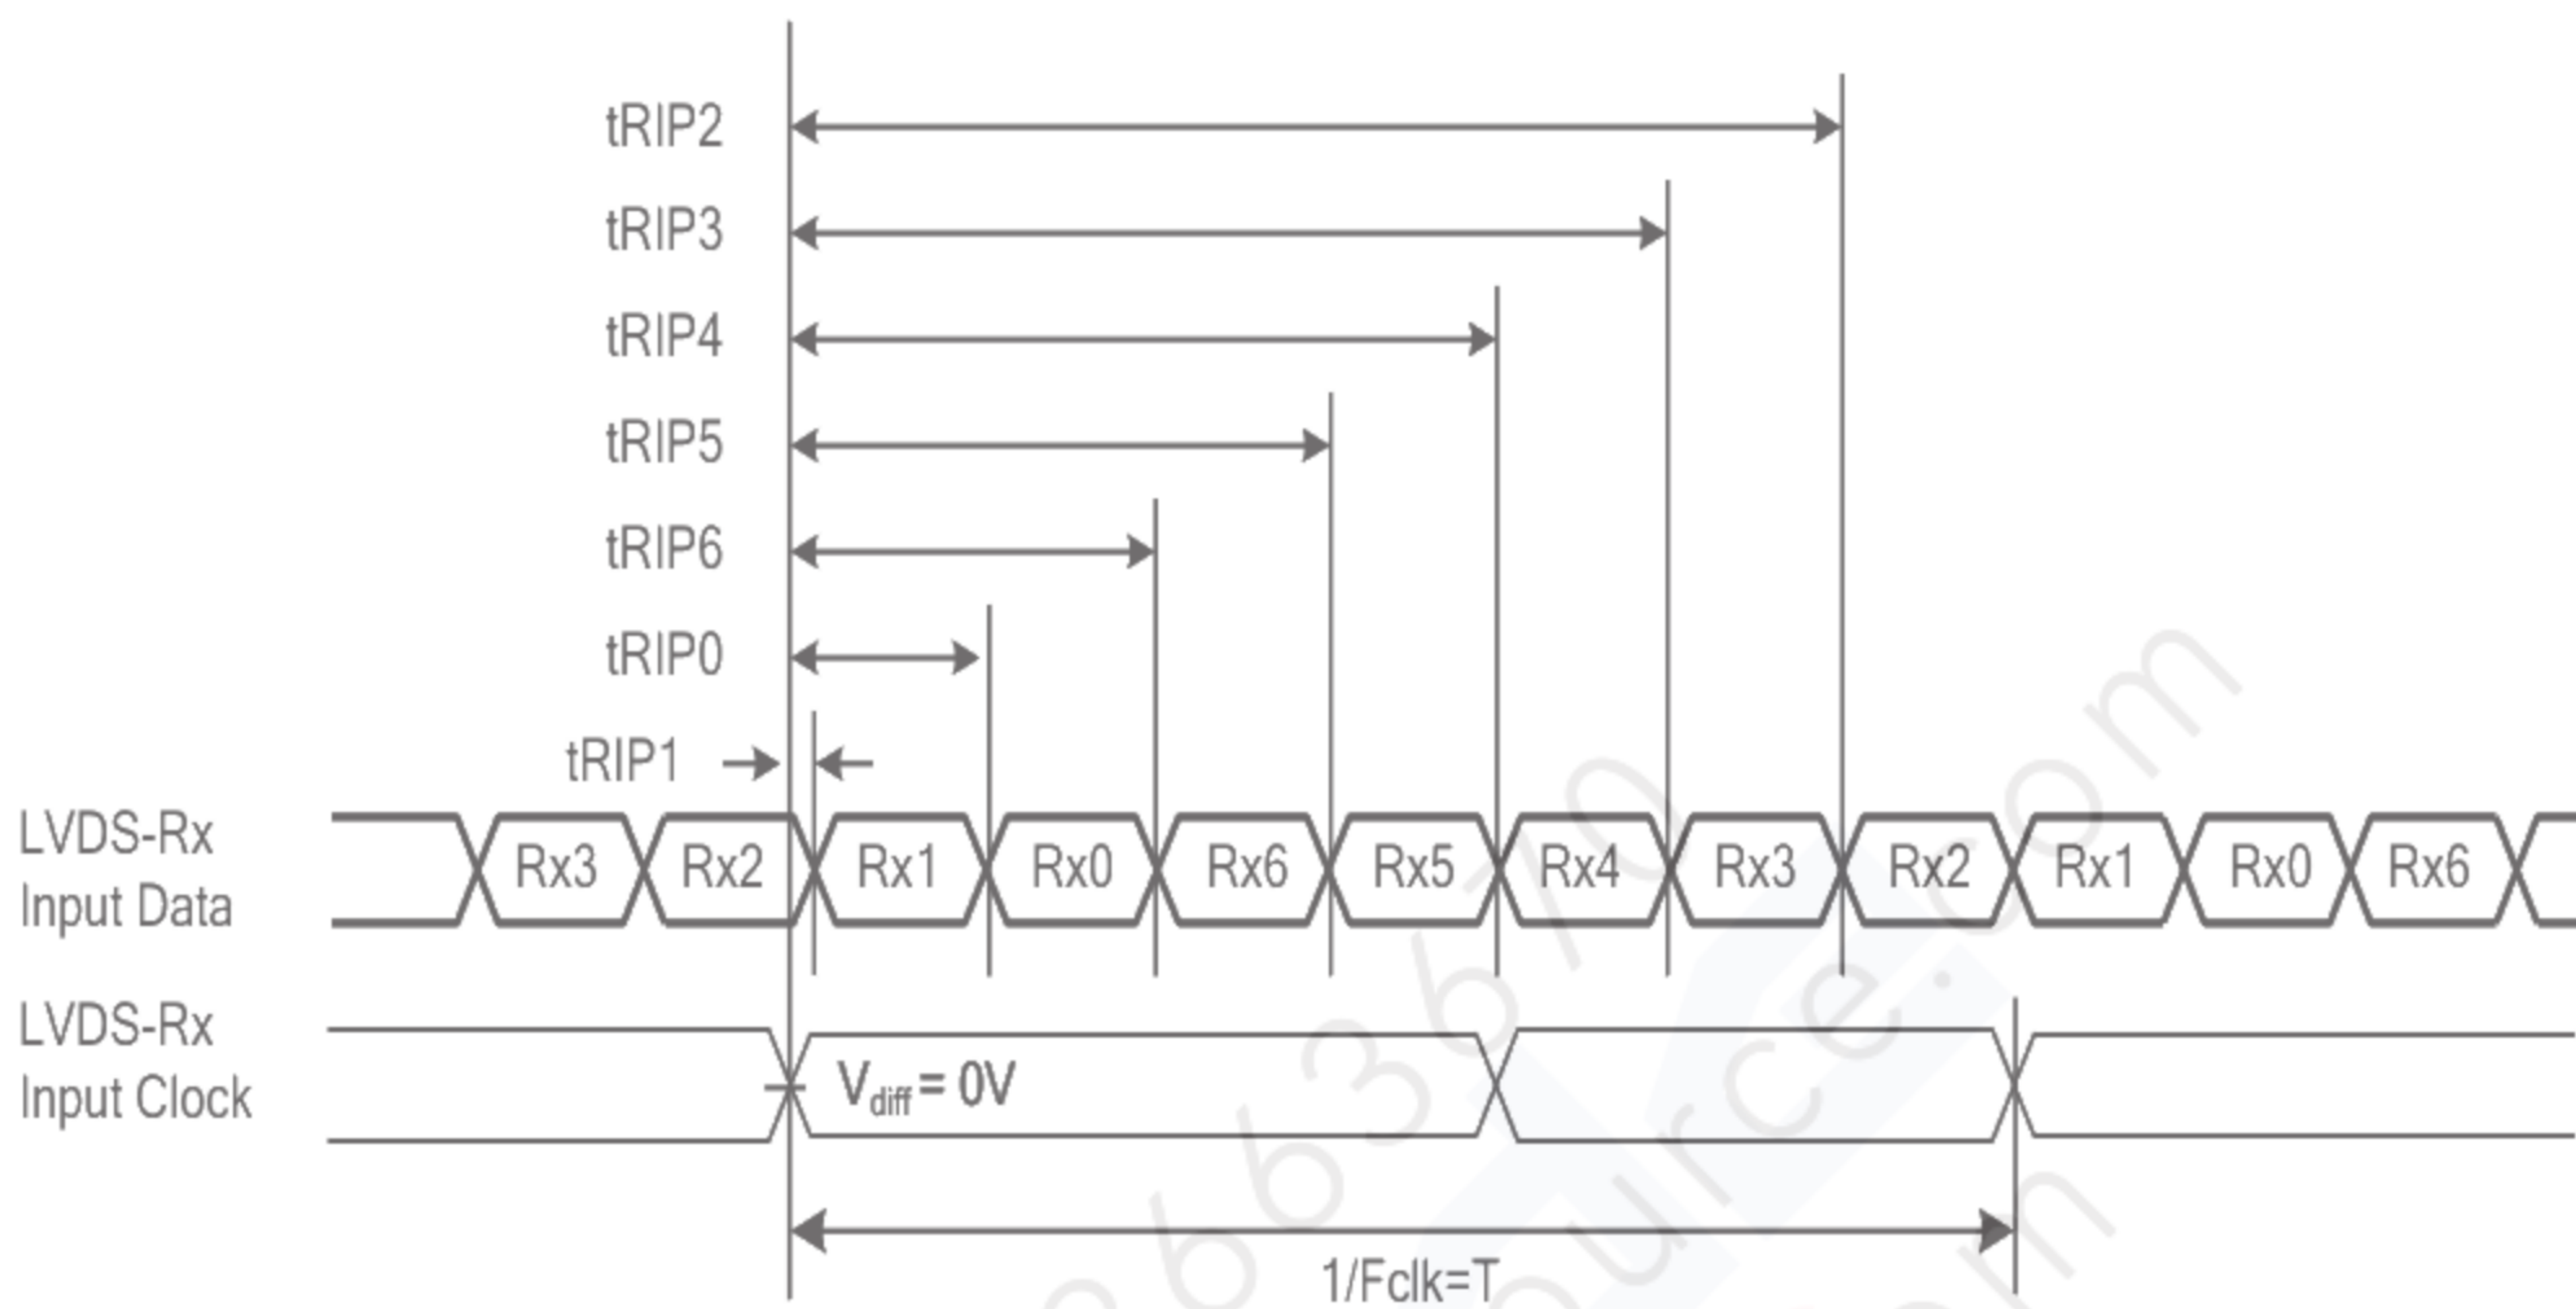 tRIP2
tRIP3
tRIP4
tRIP5
tRIP6
tRIP0
tRIP1
LVDS-Rx
Input Data
Rx3 Rx2 Rx1 Rx0 Rx6 Rx5 Rx4 Rx3 Rx2 Rx1 Rx0 Rx6
LVDS-Rx
Input Clock
Vdiff = 0V
1/Fclk=T